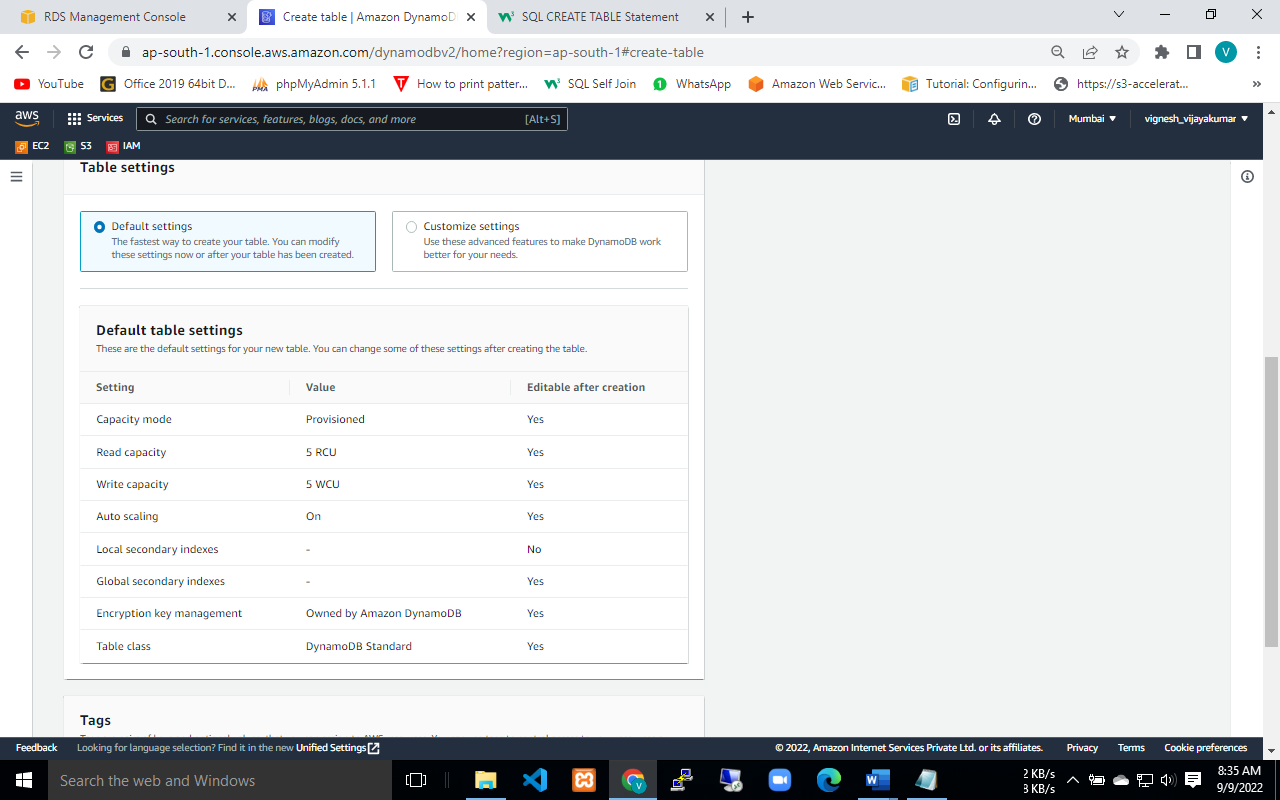 RDS Management Console
Create table | Amazon DynamoD
SQL CREATE TABLE Statement
ap-south-1.console.aws.amazon.com/dynamodbv2/home?region=ap-south-1#create-table
V
YouTube
Office 2019 64bit D...
phpMyAdmin 5.1.1
How to print patter...
SQL Self Join
WhatsApp
Amazon Web Servic...
Tutorial: Configurin...
https://s3-accelerat...
»
aws
Services
Search for services, features, blogs, docs, and more
[Alt+S]
Mumbai
vignesh_vijayakumar
EC2
S3
IAM
Table settings
Default settings
The fastest way to create your table. You can modify
these settings now or after your table has been created.
Customize settings
Use these advanced features to make DynamoDB work
better for your needs.
Default table settings
These are the default settings for your new table. You can change some of these settings after creating the table.
Setting Value Editable after creation
Capacity mode Provisioned Yes
Read capacity 5 RCU Yes
Write capacity 5 WCU Yes
Auto scaling On Yes
Local secondary indexes - No
Global secondary indexes - Yes
Encryption key management Owned by Amazon DynamoDB Yes
Table class DynamoDB Standard Yes
Tags
Feedback
Looking for language selection? Find it in the new Unified Settings
© 2022, Amazon Internet Services Private Ltd. or its affiliates.
Privacy
Terms
Cookie preferences
Search the web and Windows
2 KB/s
3 KB/s
8:35 AM
9/9/2022